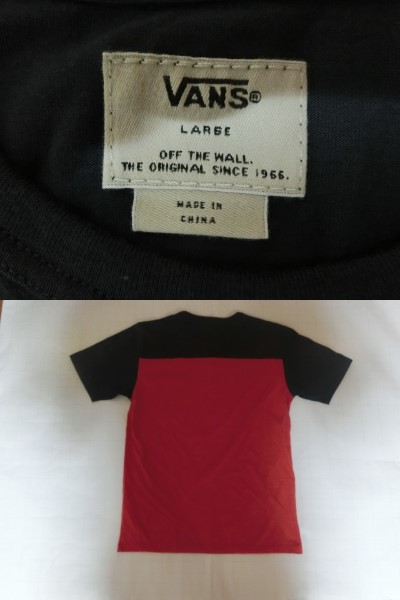 VANS®
LARGE
OFF THE WALL.
THE ORIGINAL SINCE 1966.
MADE IN
CHINA